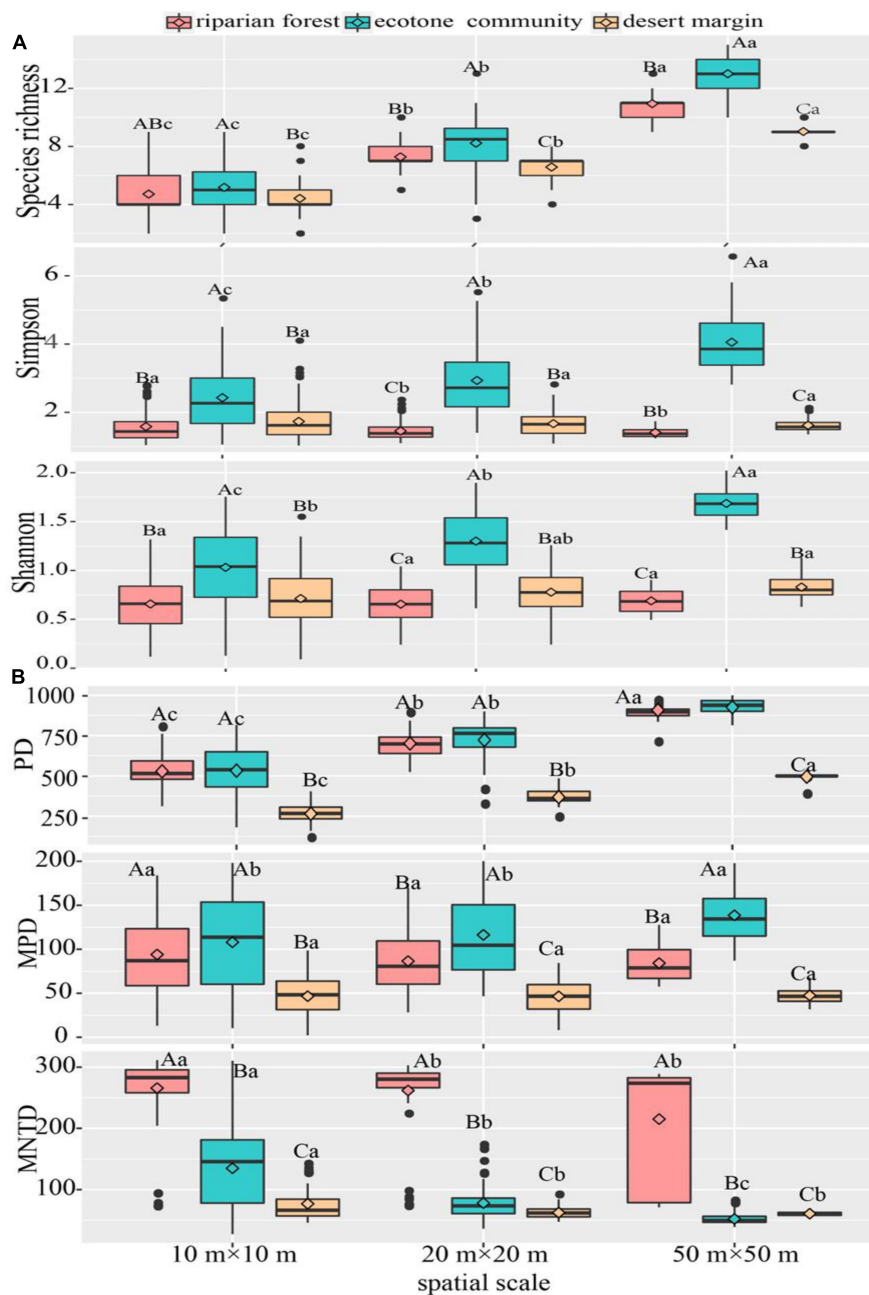 riparian forest ecotone community desert margin
A
Species richness
12
8
4
ABc Ac Bc Bb Ab Cb Ba Aa Ca
Simpson
6
4
2
Ba Ac Ba Cb Ab Ba Bb Aa Ca
Shannon
2.0
1.5
1.0
0.5
0.0
Ba Ac Bb Ca Ab Bab Ca Aa Ba
B
PD
1000
750
500
250
Ac Ac Bc Ab Ab Bb Aa Ca
MPD
200
150
100
50
0
Aa Ab Ba Ba Ab Ca Ba Aa Ca
MNTD
300
200
100
Aa Ba Ca Ab Bb Cb Ab Bc Cb
10 m×10 m 20 m×20 m 50 m×50 m
spatial scale